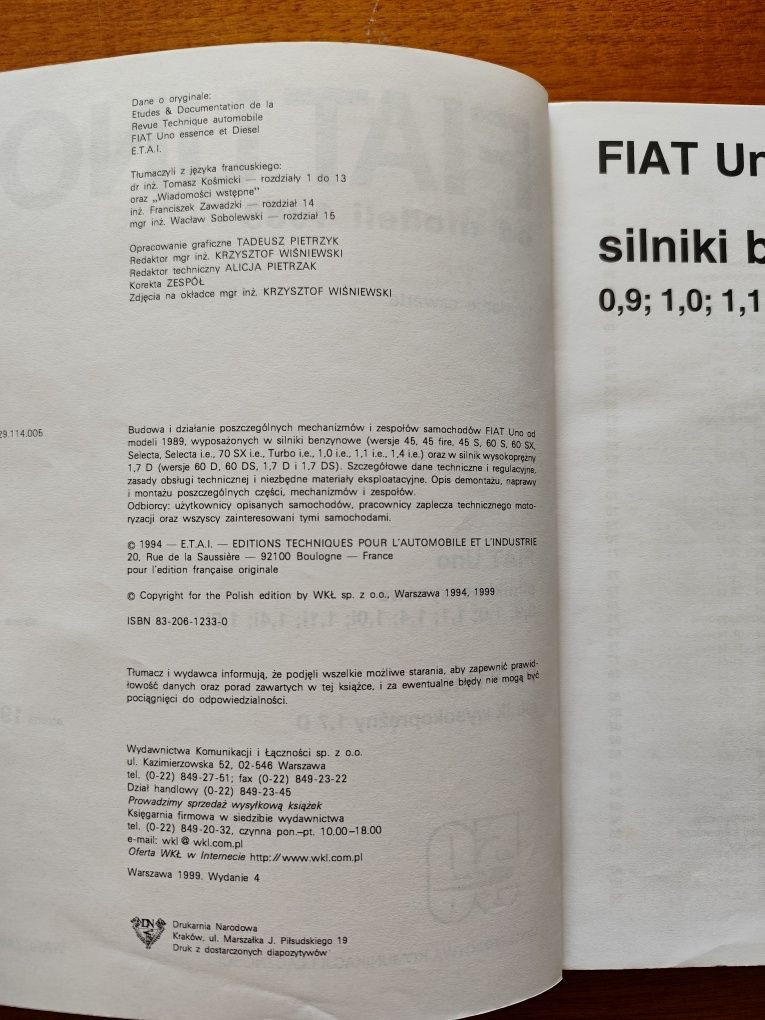 Dane o oryginale:
Etudes & Documentation de la
Revue Technique automobile
FIAT Uno essence et Diesel
E.T.A.I.
Tłumaczyli z języka francuskiego:
dr inż. Tomasz Kośmicki — rozdziały 1 do 13
oraz „Wiadomości wstępne"
inż. Franciszek Zawadzki — rozdział 14
mgr inż. Wacław Sobolewski — rozdział 15
Opracowanie graficzne TADEUSZ PIETRZYK
Redaktor mgr inż. KRZYSZTOF WIŚNIEWSKI
Redaktor techniczny ALICJA PIETRZAK
Korekta ZESPÓŁ
Zdjęcia na okładce mgr inż. KRZYSZTOF WIŚNIEWSKI
29.114.005
Budowa i działanie poszczególnych mechanizmów i zespołów samochodów FIAT Uno od
modeli 1989, wyposażonych w silniki benzynowe (wersje 45, 45 fire, 45 S, 60 S, 60 SX,
Selecta, Selecta i.e., 70 SX i.e., Turbo i.e., 1,0 i.e., 1,1 i.e., 1,4 i.e.) oraz w silnik wysokoprężny
1,7 D (wersje 60 D, 60 DS, 1,7 D i 1,7 DS). Szczegółowe dane techniczne i regulacyjne,
zasady obsługi technicznej i niezbędne materiały eksploatacyjne. Opis demontażu, naprawy
i montażu poszczególnych części, mechanizmów i zespołów.
Odbiorcy: użytkownicy opisanych samochodów, pracownicy zaplecza technicznego moto-
ryzacji oraz wszyscy zainteresowani tymi samochodami.
© 1994 — E.T.A.I. — EDITIONS TECHNIQUES POUR L'AUTOMOBILE ET L'INDUSTRIE
20, Rue de la Saussière — 92100 Boulogne — France
pour l'edition française originale
© Copyright for the Polish edition by WKŁ sp. z o.o., Warszawa 1994, 1999
ISBN 83-206-1233-0
Tłumacz i wydawca informują, że podjęli wszelkie możliwe starania, aby zapewnić prawid-
łowość danych oraz porad zawartych w tej książce, i za ewentualne błędy nie mogą być
pociągnięci do odpowiedzialności.
Wydawnictwa Komunikacji i Łączności sp. z o.o.
ul. Kazimierzowska 52, 02-546 Warszawa
tel. (0-22) 849-27-51; fax (0-22) 849-23-22
Dział handlowy (0-22) 849-23-45
Prowadzimy sprzedaż wysyłkową książek
Księgarnia firmowa w siedzibie wydawnictwa
tel. (0-22) 849-20-32, czynna pon.–pt. 10.00–18.00
e-mail: wkl @ wkl.com.pl
Oferta WKŁ w Internecie http://www.wkl.com.pl
Warszawa 1999. Wydanie 4
DN
Drukarnia Narodowa
Kraków, ul. Marszałka J. Piłsudskiego 19
Druk z dostarczonych diapozytywów
FIAT Un
silniki b
0,9; 1,0; 1,1